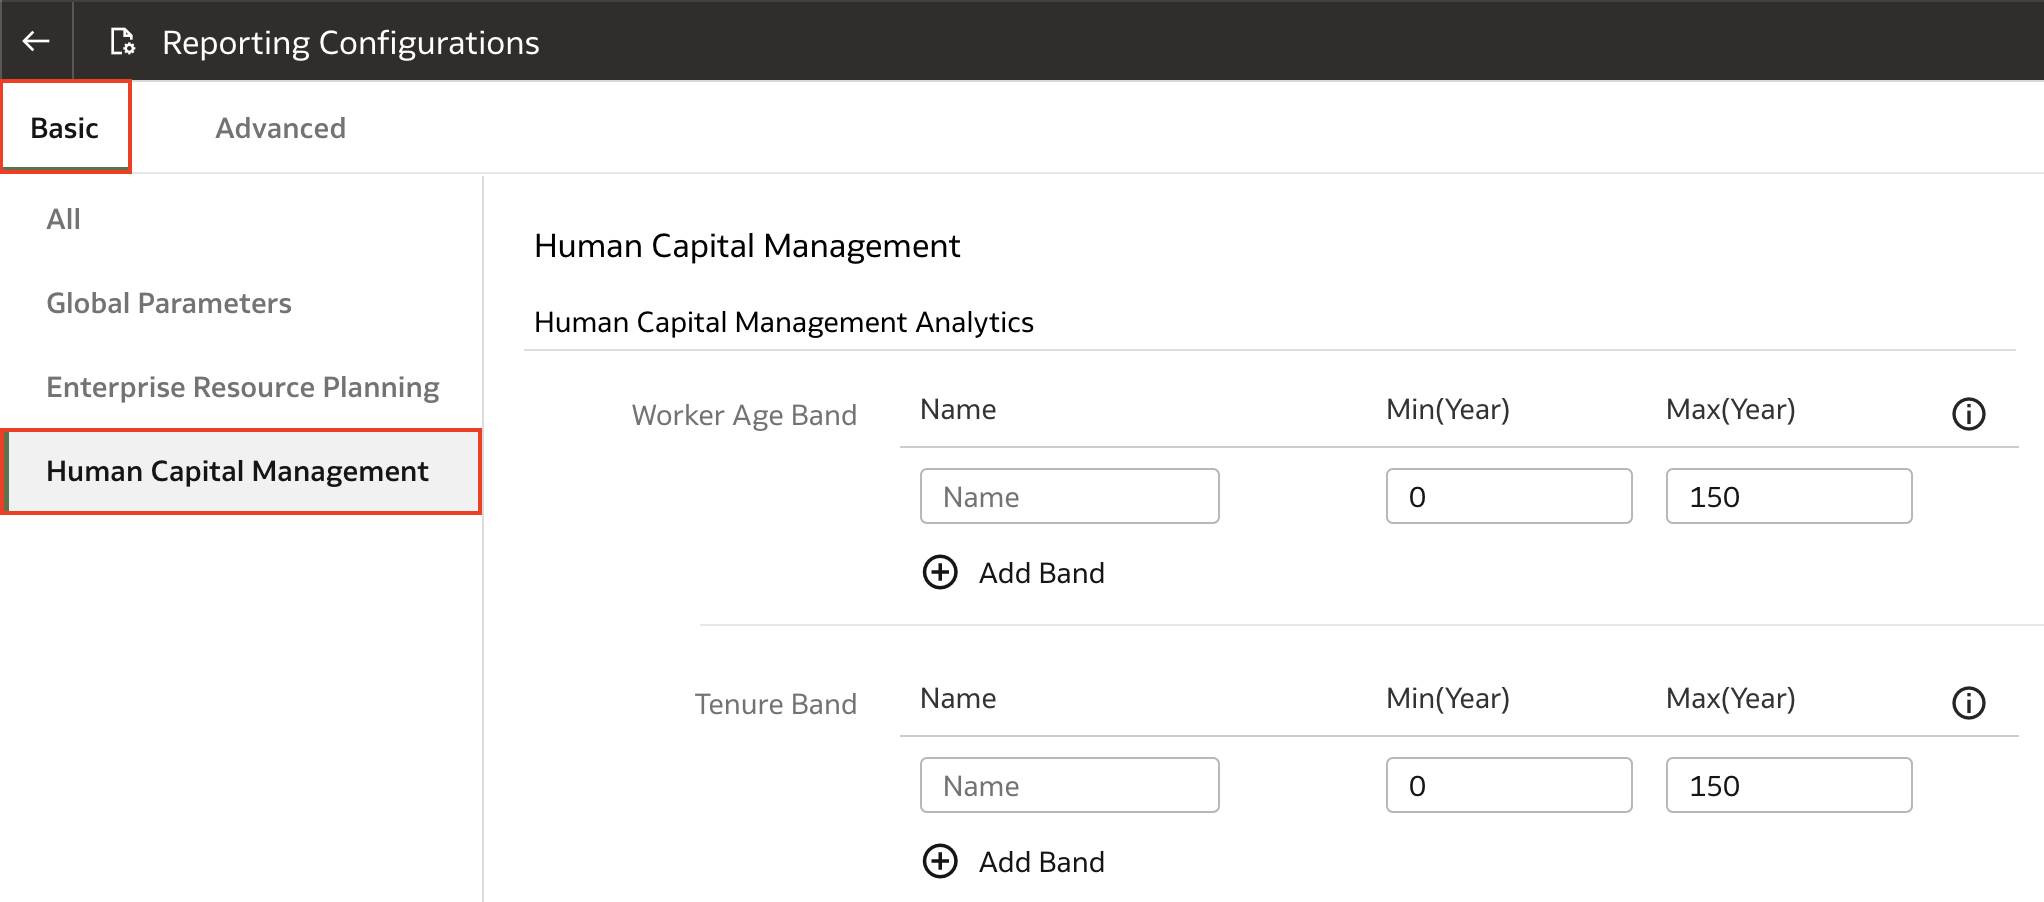 Reporting Configurations
Basic
Advanced
All
Global Parameters
Enterprise Resource Planning
Human Capital Management
Human Capital Management
Human Capital Management Analytics
Worker Age Band
Name Min(Year) Max(Year)
Name 0 150
Add Band
Tenure Band
Name Min(Year) Max(Year)
Name 0 150
Add Band